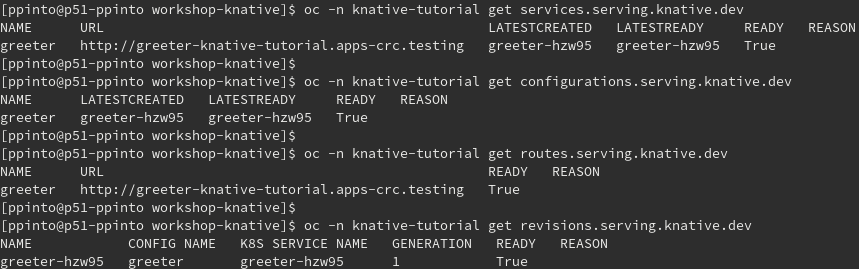 [ppinto@p51-ppinto workshop-knative]$ oc -n knative-tutorial get services.serving.knative.dev
NAME      URL                                                LATESTCREATED   LATESTREADY     READY   REASON
greeter   http://greeter-knative-tutorial.apps-crc.testing   greeter-hzw95   greeter-hzw95   True
[ppinto@p51-ppinto workshop-knative]$
[ppinto@p51-ppinto workshop-knative]$ oc -n knative-tutorial get configurations.serving.knative.dev
NAME      LATESTCREATED   LATESTREADY     READY   REASON
greeter   greeter-hzw95   greeter-hzw95   True
[ppinto@p51-ppinto workshop-knative]$
[ppinto@p51-ppinto workshop-knative]$ oc -n knative-tutorial get routes.serving.knative.dev
NAME      URL                                                READY   REASON
greeter   http://greeter-knative-tutorial.apps-crc.testing   True
[ppinto@p51-ppinto workshop-knative]$
[ppinto@p51-ppinto workshop-knative]$ oc -n knative-tutorial get revisions.serving.knative.dev
NAME            CONFIG NAME   K8S SERVICE NAME   GENERATION   READY   REASON
greeter-hzw95   greeter       greeter-hzw95      1            True